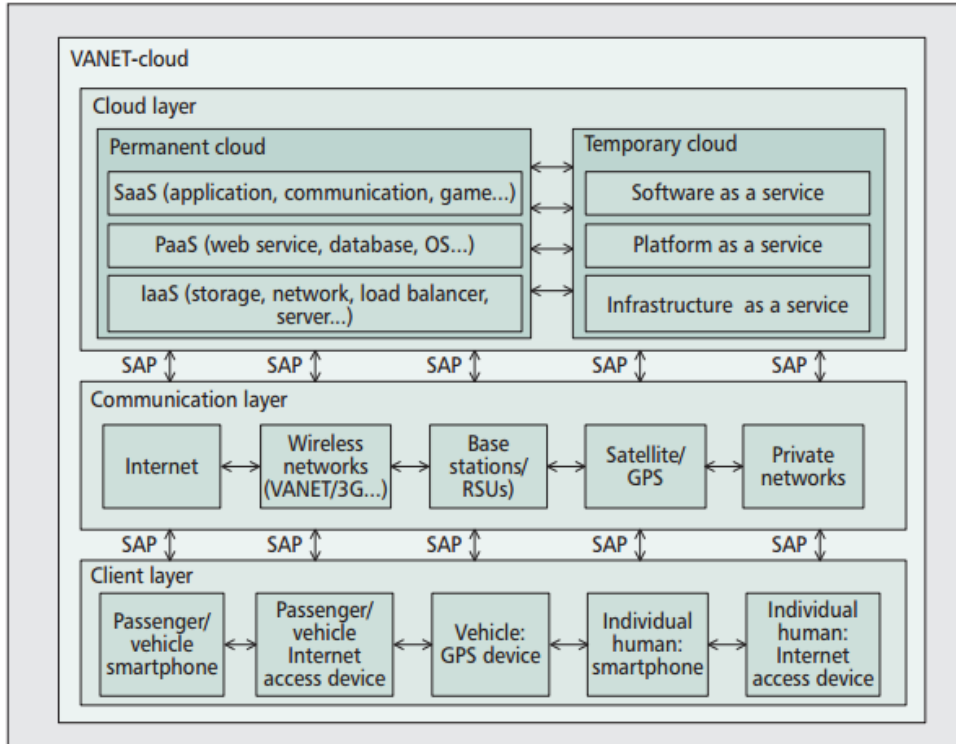 VANET-cloud
Cloud layer
Permanent cloud
SaaS (application, communication, game...)
PaaS (web service, database, OS...)
IaaS (storage, network, load balancer,
server...)
Temporary cloud
Software as a service
Platform as a service
Infrastructure as a service
SAP SAP SAP SAP SAP
Communication layer
Internet
Wireless
networks
(VANET/3G...)
Base
stations/
RSUs)
Satellite/
GPS
Private
networks
SAP SAP SAP SAP SAP
Client layer
Passenger/
vehicle
smartphone
Passenger/
vehicle
Internet
access device
Vehicle:
GPS device
Individual
human:
smartphone
Individual
human:
Internet
access device